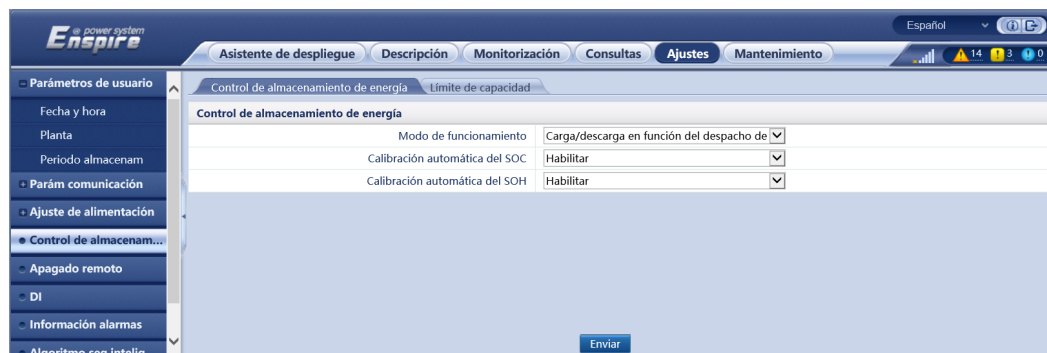 @ power system
Enspire
Español
Asistente de despliegue Descripción Monitorización Consultas Ajustes Mantenimiento
14 3 0
Parámetros de usuario
Fecha y hora
Planta
Periodo almacenam
Parám comunicación
Ajuste de alimentación
Control de almacenam...
Apagado remoto
DI
Información alarmas
Algoritmo seg intelig
Control de almacenamiento de energía Límite de capacidad
Control de almacenamiento de energía
Modo de funcionamiento Carga/descarga en función del despacho de
Calibración automática del SOC Habilitar
Calibración automática del SOH Habilitar
Enviar